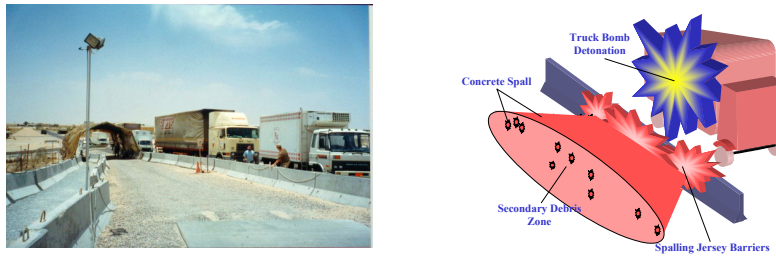 Truck Bomb
Detonation
Concrete Spall
Secondary Debris
Zone
Spalling Jersey Barriers